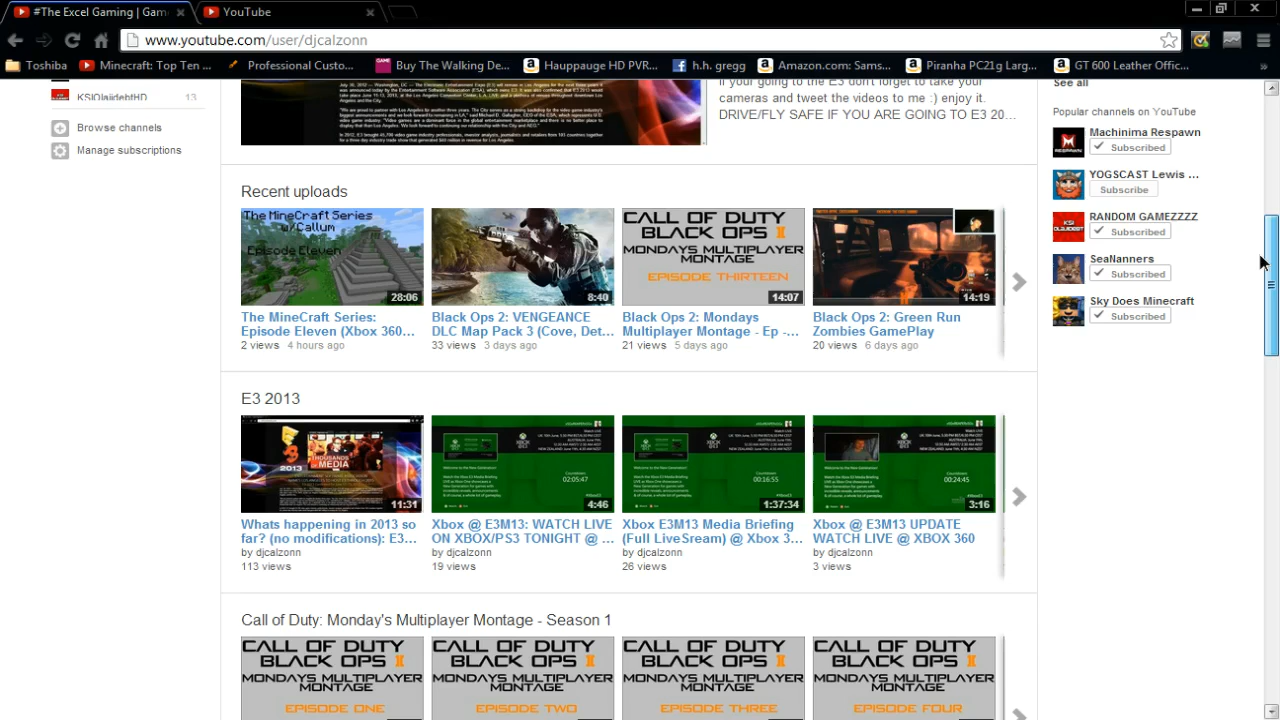 #The Excel Gaming | Gam
YouTube
www.youtube.com/user/djcalzonn
Toshiba
Minecraft: Top Ten ...
Professional Custo...
Buy The Walking De...
Hauppauge HD PVR...
h.h. gregg
Amazon.com: Sams...
Piranha PC21g Larg...
GT 600 Leather Offic...
KSIOlajidebtHD 13
Browse channels
Manage subscriptions
If your going to the E3 don't forget to take your
cameras and tweet the videos to me :) enjoy it
DRIVE/FLY SAFE IF YOU ARE GOING TO E3 20...
See all
Popular channels on YouTube
Machinima Respawn
Subscribed
YOGSCAST Lewis ...
Subscribe
RANDOM GAMEZZZZ
Subscribed
SeaNanners
Subscribed
Sky Does Minecraft
Subscribed
Recent uploads
The MineCraft Series
w/Callum
Episode Eleven
28:06
8:40
CALL OF DUTY
BLACK OPS II
MONDAYS MULTIPLAYER
MONTAGE
EPISODE THIRTEEN
14:07
14:19
The MineCraft Series:
Episode Eleven (Xbox 360...
2 views 4 hours ago
Black Ops 2: VENGEANCE
DLC Map Pack 3 (Cove, Det...
33 views 3 days ago
Black Ops 2: Mondays
Multiplayer Montage - Ep -...
21 views 5 days ago
Black Ops 2: Green Run
Zombies GamePlay
20 views 6 days ago
E3 2013
2013
THOUSANDS
OF MEDIA
11:31
02:05:47
4:46
00:16:55
1:37:34
00:24:45
3:16
Whats happening in 2013 so
far? (no modifications): E3...
by djcalzonn
113 views
Xbox @ E3M13: WATCH LIVE
ON XBOX/PS3 TONIGHT @ ...
by djcalzonn
19 views
Xbox E3M13 Media Briefing
(Full LiveSream) @ Xbox 3...
by djcalzonn
26 views
Xbox @ E3M13 UPDATE
WATCH LIVE @ XBOX 360
by djcalzonn
3 views
Call of Duty: Monday's Multiplayer Montage - Season 1
CALL OF DUTY
BLACK OPS II
MONDAYS MULTIPLAYER
MONTAGE
EPISODE ONE
CALL OF DUTY
BLACK OPS II
MONDAYS MULTIPLAYER
MONTAGE
EPISODE TWO
CALL OF DUTY
BLACK OPS II
MONDAYS MULTIPLAYER
MONTAGE
EPISODE THREE
CALL OF DUTY
BLACK OPS II
MONDAYS MULTIPLAYER
MONTAGE
EPISODE FOUR